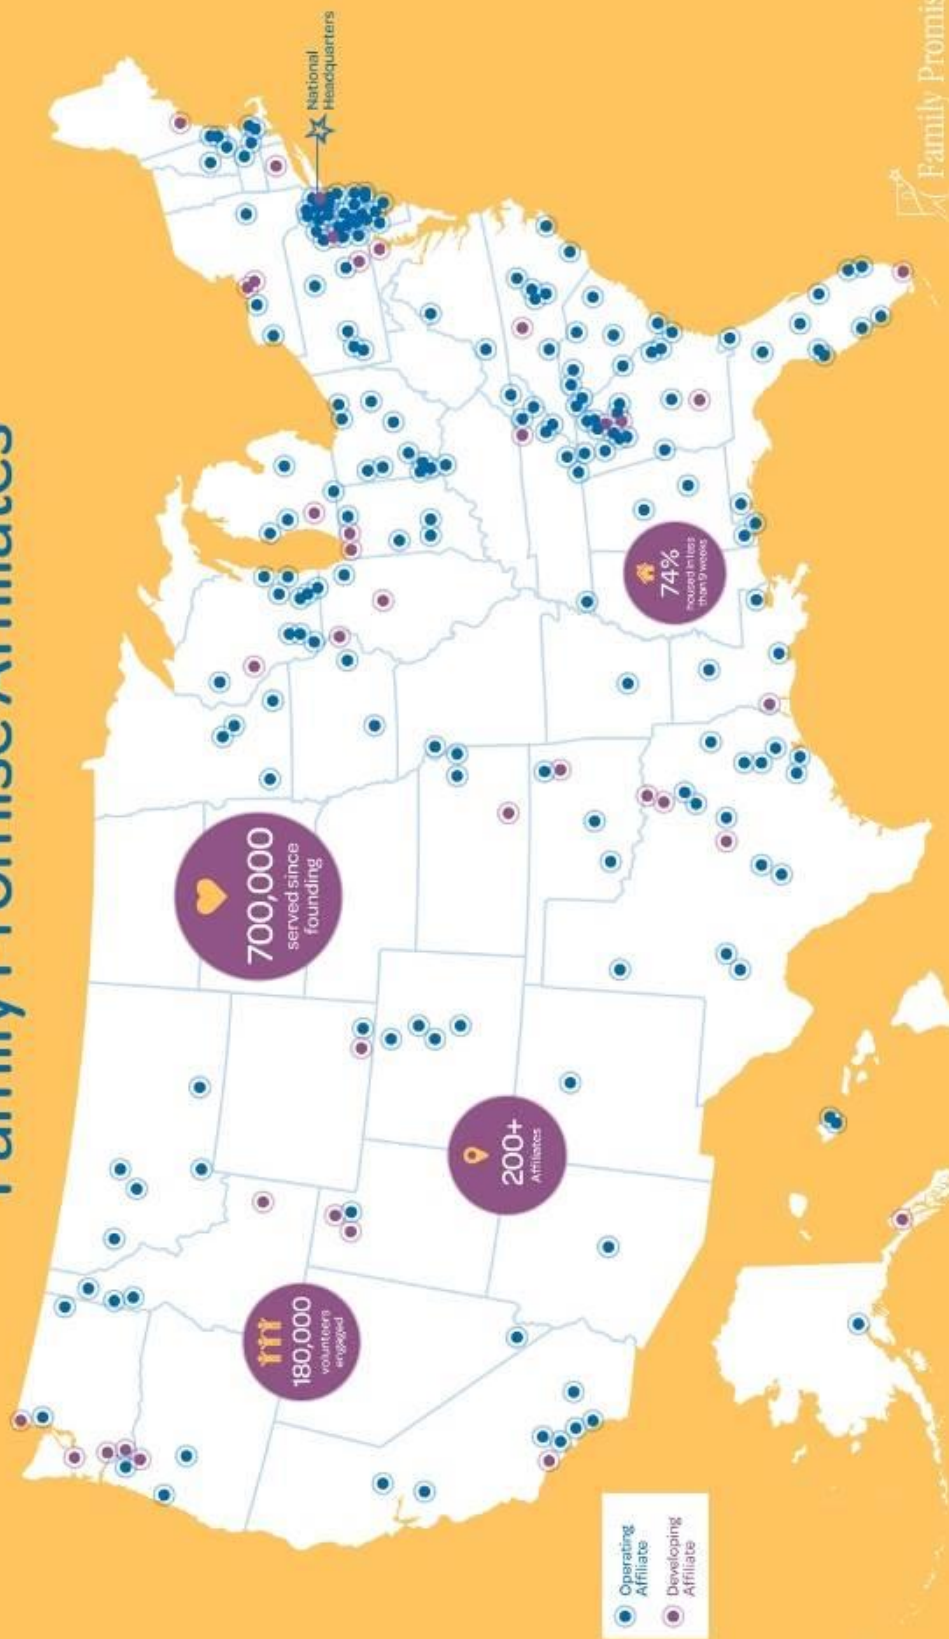 Family Promise Affiliates
National
Headquarters
180,000
volunteers
engaged
700,000
served since
founding
200+
Affiliates
74%
housed in less
than 9 weeks
Operating
Affiliate
Developing
Affiliate
Family